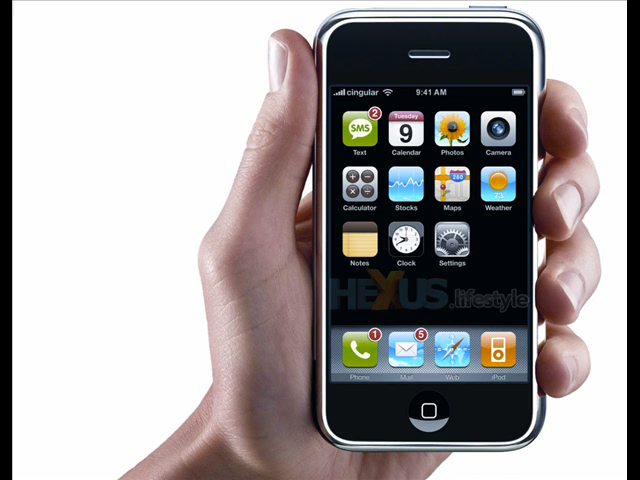 cingular 9:41 AM
SMS 2 Tuesday 9
Text Calendar Photos Camera
280 73°
Calculator Stocks Maps Weather
Notes Clock Settings
HEXUS.lifestyle
1 5
Phone Mail Web iPod